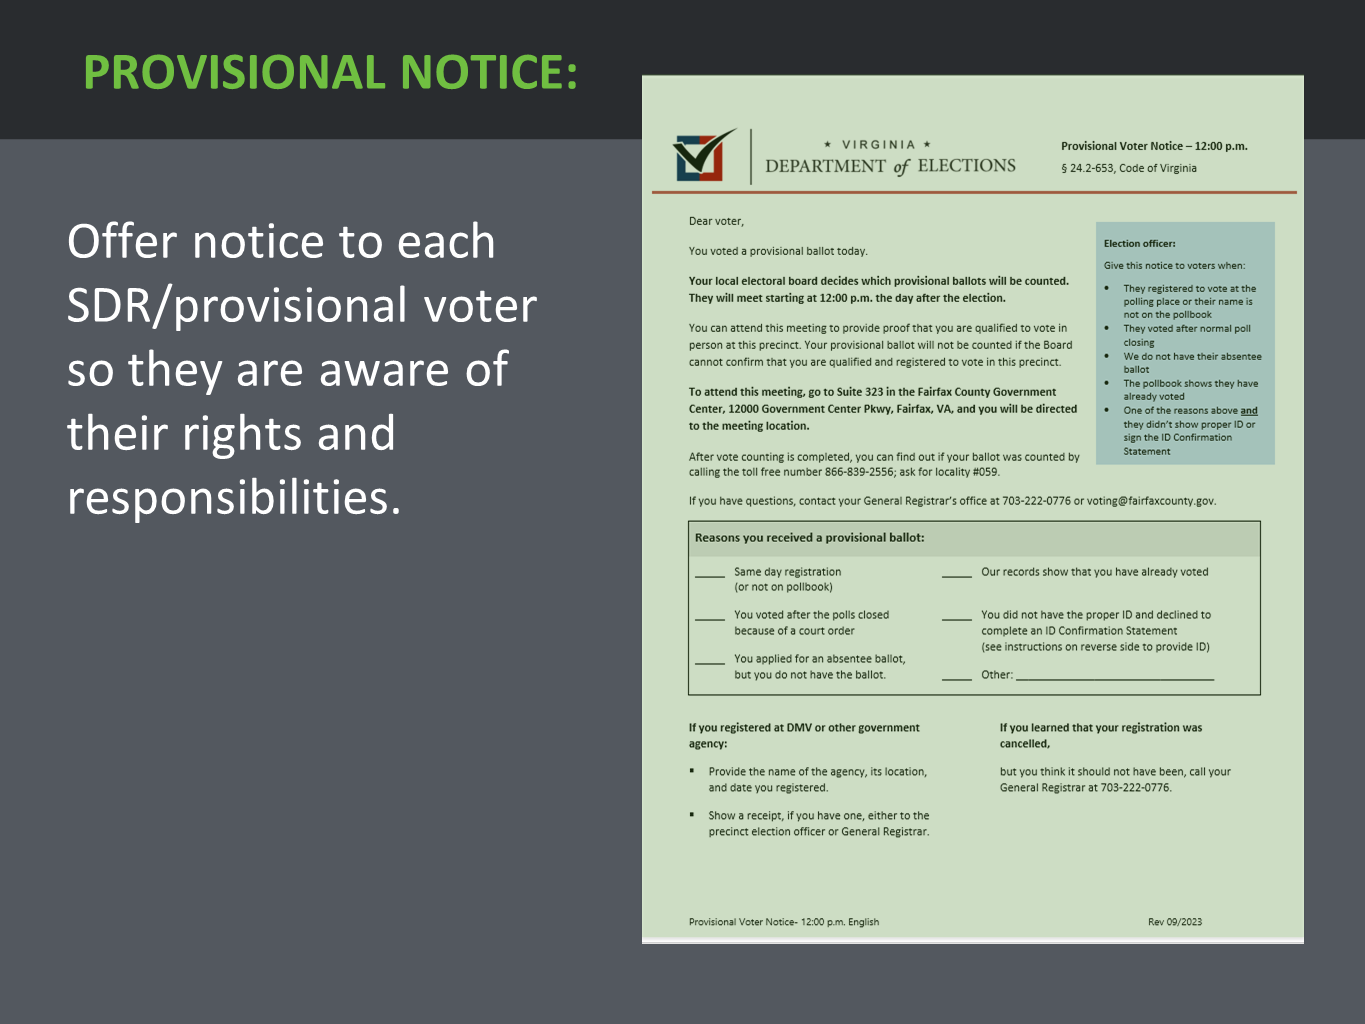 PROVISIONAL NOTICE:
Offer notice to each
SDR/provisional voter
so they are aware of
their rights and
responsibilities.
★ VIRGINIA ★
DEPARTMENT of ELECTIONS
Provisional Voter Notice – 12:00 p.m.
§ 24.2-653, Code of Virginia
Dear voter,
You voted a provisional ballot today.
Your local electoral board decides which provisional ballots will be counted.
They will meet starting at 12:00 p.m. the day after the election.
You can attend this meeting to provide proof that you are qualified to vote in
person at this precinct. Your provisional ballot will not be counted if the Board
cannot confirm that you are qualified and registered to vote in this precinct.
To attend this meeting, go to Suite 323 in the Fairfax County Government
Center, 12000 Government Center Pkwy, Fairfax, VA, and you will be directed
to the meeting location.
After vote counting is completed, you can find out if your ballot was counted by
calling the toll free number 866-839-2556; ask for locality #059.
If you have questions, contact your General Registrar's office at 703-222-0776 or voting@fairfaxcounty.gov.
Election officer:
Give this notice to voters when:
• They registered to vote at the
polling place or their name is
not on the pollbook
• They voted after normal poll
closing
• We do not have their absentee
ballot
• The pollbook shows they have
already voted
• One of the reasons above and
they didn't show proper ID or
sign the ID Confirmation
Statement
Reasons you received a provisional ballot:
_____ Same day registration
(or not on pollbook)
_____ You voted after the polls closed
because of a court order
_____ You applied for an absentee ballot,
but you do not have the ballot.
_____ Our records show that you have already voted
_____ You did not have the proper ID and declined to
complete an ID Confirmation Statement
(see instructions on reverse side to provide ID)
_____ Other: _________________________________
If you registered at DMV or other government
agency:
▪ Provide the name of the agency, its location,
and date you registered.
▪ Show a receipt, if you have one, either to the
precinct election officer or General Registrar.
If you learned that your registration was
cancelled,
but you think it should not have been, call your
General Registrar at 703-222-0776.
Provisional Voter Notice- 12:00 p.m. English
Rev 09/2023